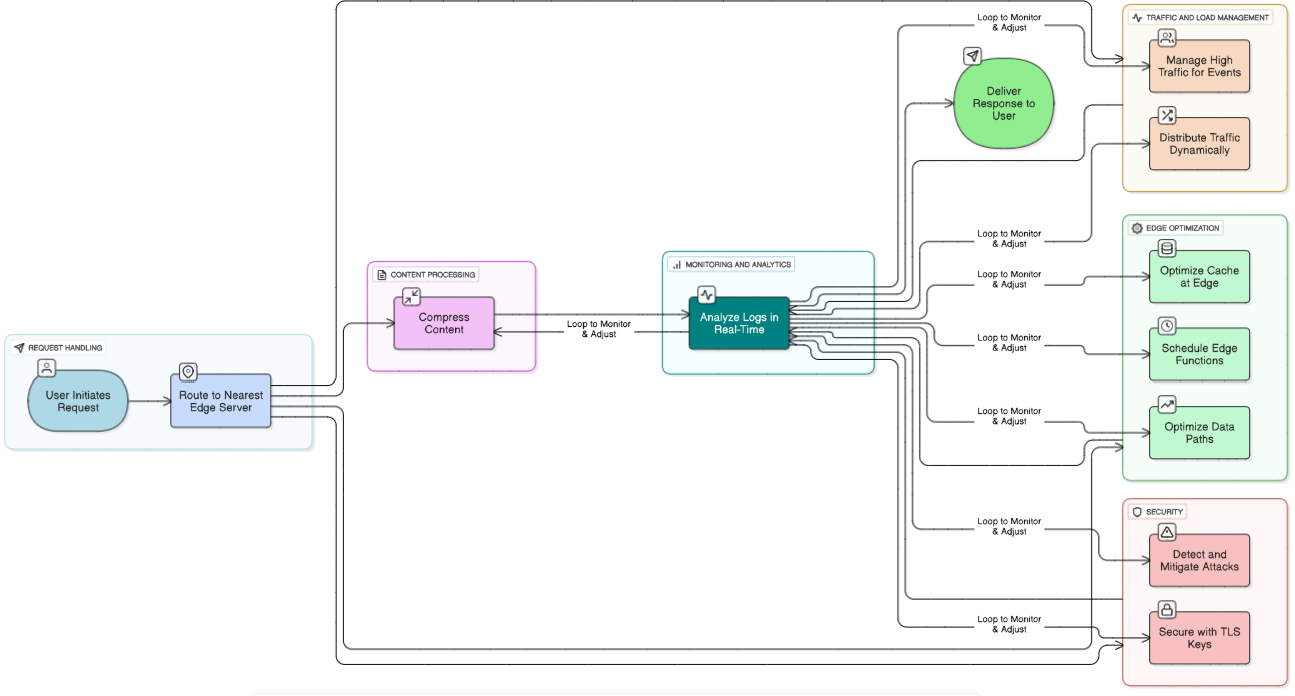 Loop to Monitor
& Adjust
TRAFFIC AND LOAD MANAGEMENT
Manage High
Traffic for Events
Deliver
Response to
User
Distribute Traffic
Dynamically
Loop to Monitor
& Adjust
EDGE OPTIMIZATION
CONTENT PROCESSING
MONITORING AND ANALYTICS
Loop to Monitor
& Adjust
Optimize Cache
at Edge
Compress
Content
Analyze Logs in
Real-Time
Loop to Monitor
& Adjust
Loop to Monitor
& Adjust
Schedule Edge
Functions
REQUEST HANDLING
User Initiates
Request
Route to Nearest
Edge Server
Loop to Monitor
& Adjust
Optimize Data
Paths
SECURITY
Loop to Monitor
& Adjust
Detect and
Mitigate Attacks
Loop to Monitor
& Adjust
Secure with TLS
Keys